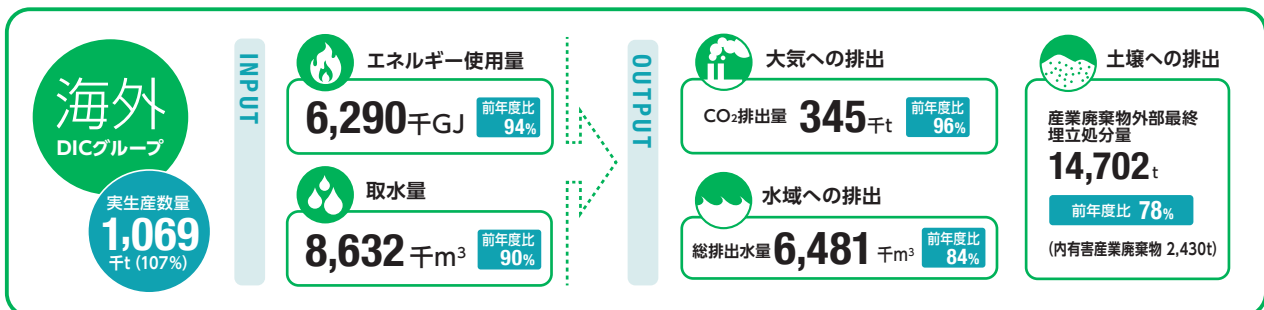 海外
DICグループ
実生産数量
1,069
千t (107%)
INPUT
エネルギー使用量
6,290千GJ
前年度比
94%
取水量
8,632千m³
前年度比
90%
OUTPUT
大気への排出
CO₂排出量 345千t
前年度比
96%
水域への排出
総排出水量6,481千m³
前年度比
84%
土壌への排出
産業廃棄物外部最終
埋立処分量
14,702t
前年度比 78%
(内有害産業廃棄物 2,430t)